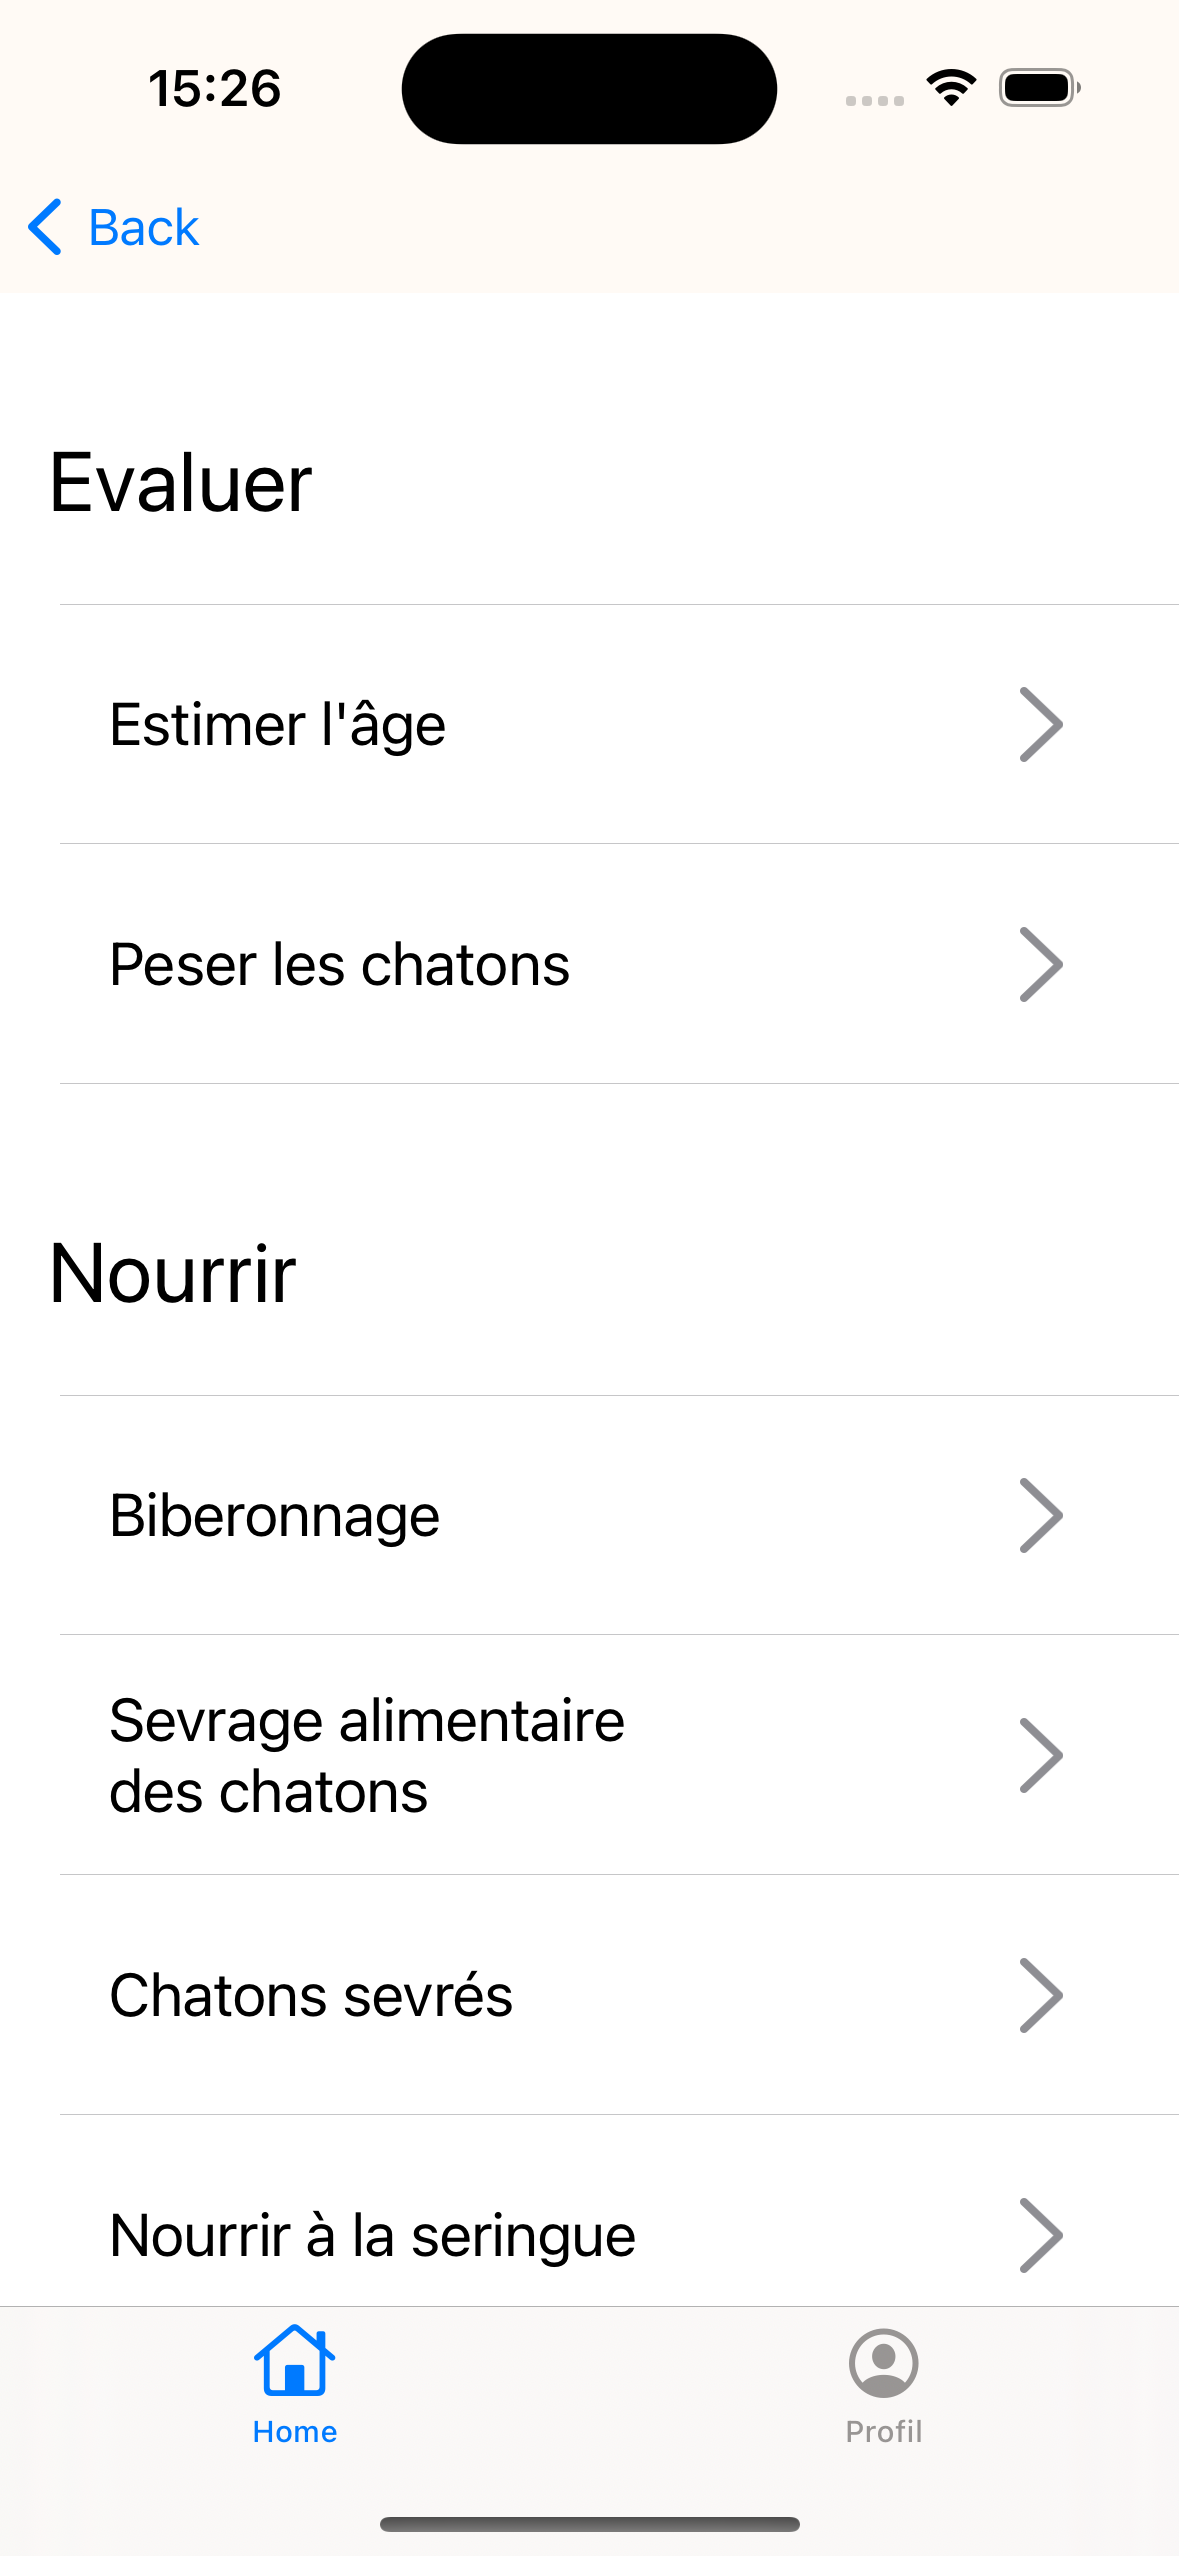 15:26
Back
Evaluer
Estimer l'âge
Peser les chatons
Nourrir
Biberonnage
Sevrage alimentaire
des chatons
Chatons sevrés
Nourrir à la seringue
Home
Profil